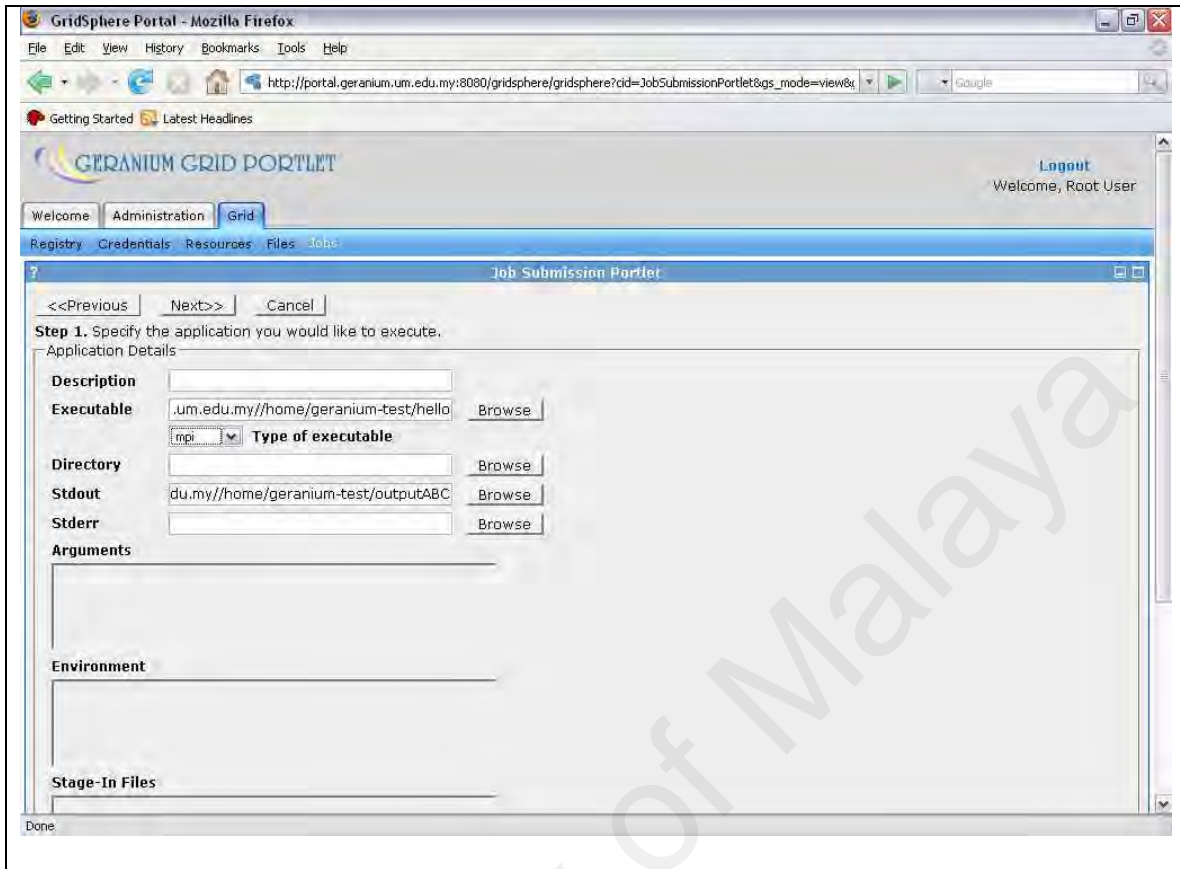 GridSphere Portal - Mozilla Firefox
File Edit View History Bookmarks Tools Help
http://portal.geranium.um.edu.my:8080/gridsphere/gridsphere?cid=JobSubmissionPortlet&gs_mode=view&
Google
Getting Started Latest Headlines
GERANIUM GRID PORTLET
Logout
Welcome, Root User
Welcome Administration Grid
Registry Credentials Resources Files Jobs
? Job Submission Portlet
<<Previous Next>> Cancel
Step 1. Specify the application you would like to execute.
Application Details
Description
Executable .um.edu.my//home/geranium-test/hello Browse
mpi Type of executable
Directory Browse
Stdout du.my//home/geranium-test/outputABC Browse
Stderr Browse
Arguments
Environment
Stage-In Files
Done
of Malaya